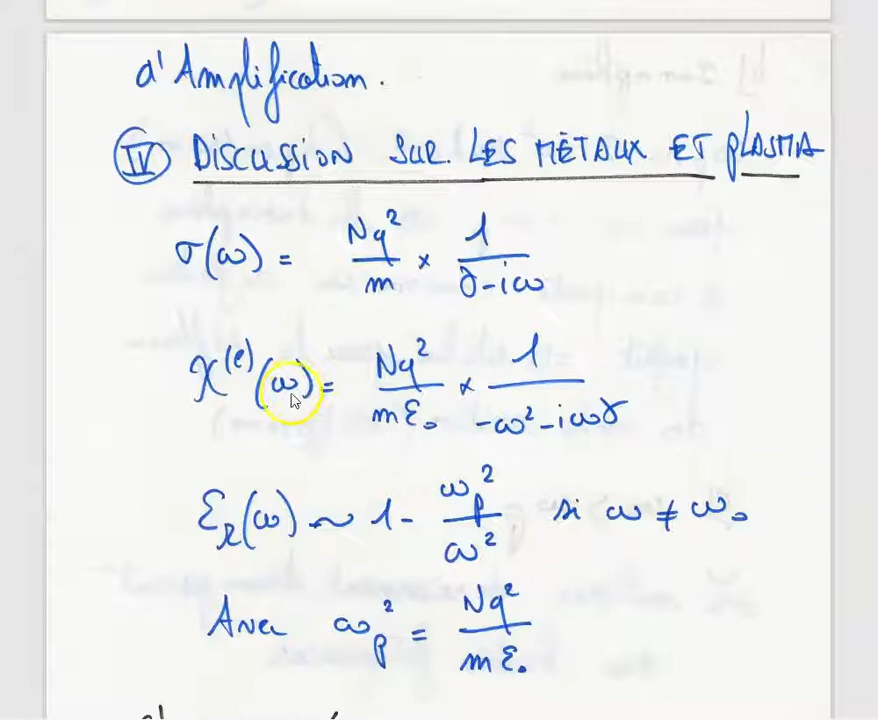 d'Amplification.
IV DISCUSSION SUR LES MÉTAUX ET PLASMA
σ(ω) = Nq²/m × 1/(γ-iω)
χ^(e)(ω) = Nq²/(mε₀) × 1/(-ω²-iωγ)
ε_r(ω) ~ 1 - ω_p²/ω² si ω ≠ ω₀
Avec ω_p² = Nq²/(mε₀)